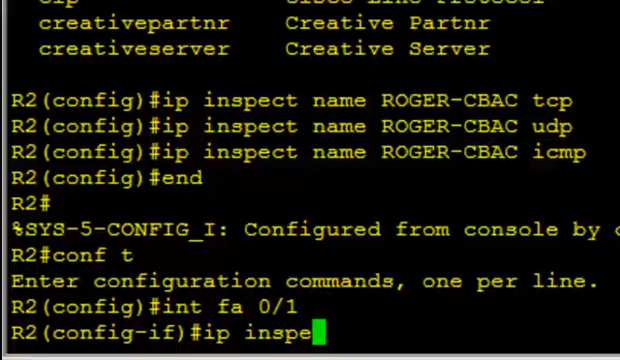 creativepartnr Creative Partnr
creativeserver Creative Server
R2(config)#ip inspect name ROGER-CBAC tcp
R2(config)#ip inspect name ROGER-CBAC udp
R2(config)#ip inspect name ROGER-CBAC icmp
R2(config)#end
R2#
%SYS-5-CONFIG_I: Configured from console by
R2#conf t
Enter configuration commands, one per line.
R2(config)#int fa 0/1
R2(config-if)#ip inspe